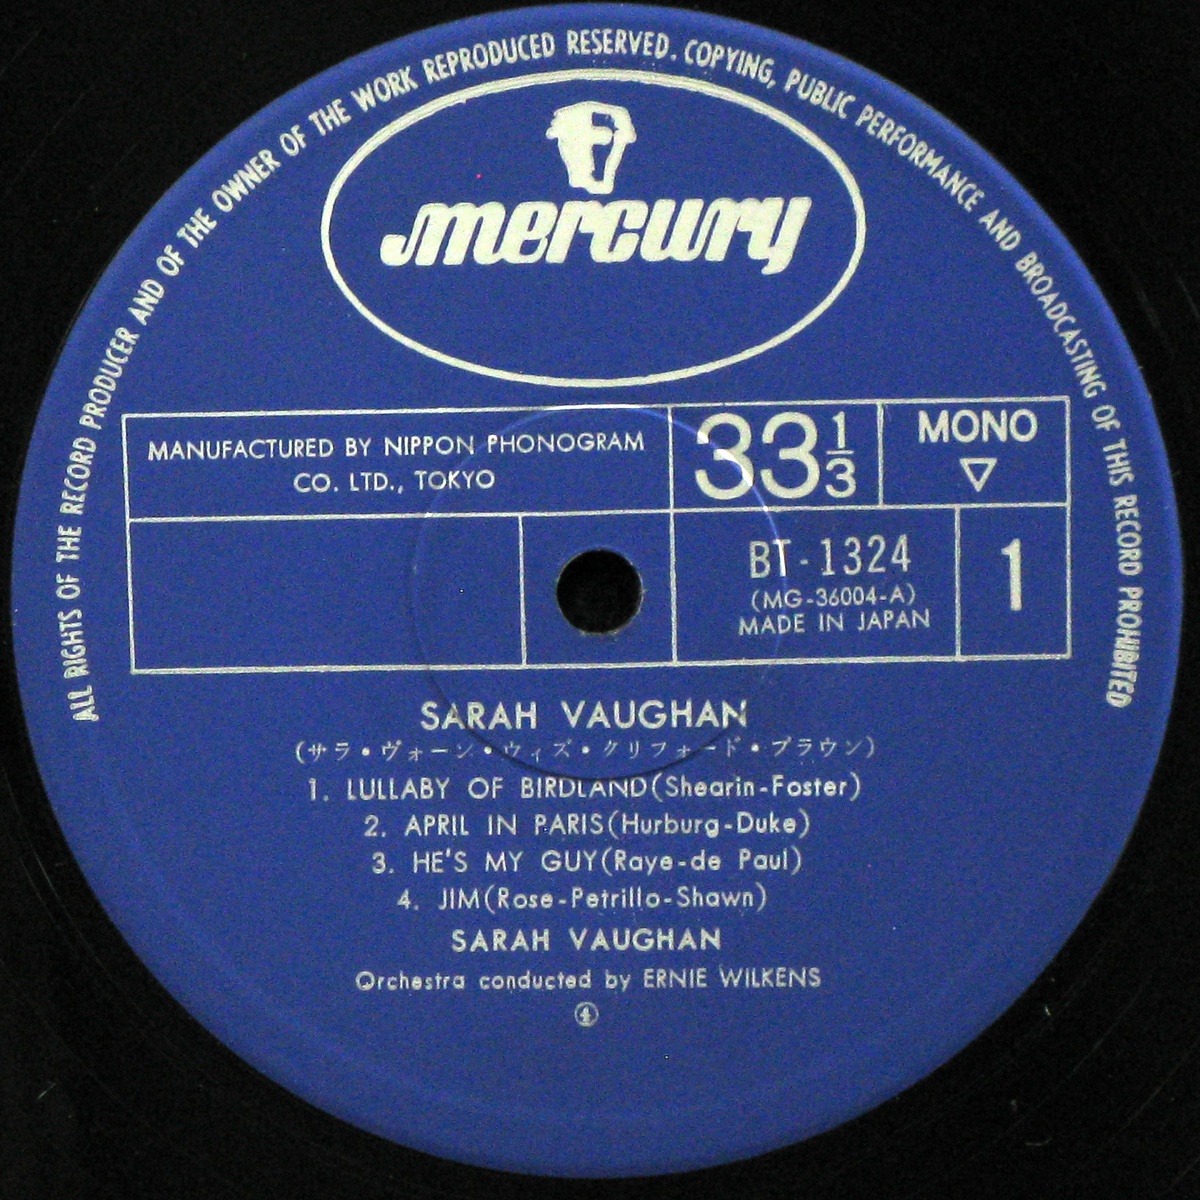 ALL RIGHTS OF THE RECORD PRODUCER AND OF THE OWNER OF THE WORK REPRODUCED RESERVED. COPYING, PUBLIC PERFORMANCE AND BROADCASTING OF THIS RECORD PROHIBITED
mercury
MANUFACTURED BY NIPPON PHONOGRAM
CO. LTD., TOKYO
33 1/3
MONO
▽
BT-1324
(MG-36004-A)
MADE IN JAPAN
1
SARAH VAUGHAN
(サラ・ヴォーン・ウィズ・クリフォード・ブラウン)
1. LULLABY OF BIRDLAND(Shearin-Foster)
2. APRIL IN PARIS(Hurburg-Duke)
3. HE'S MY GUY(Raye-de Paul)
4. JIM(Rose-Petrillo-Shawn)
SARAH VAUGHAN
Orchestra conducted by ERNIE WILKENS
④